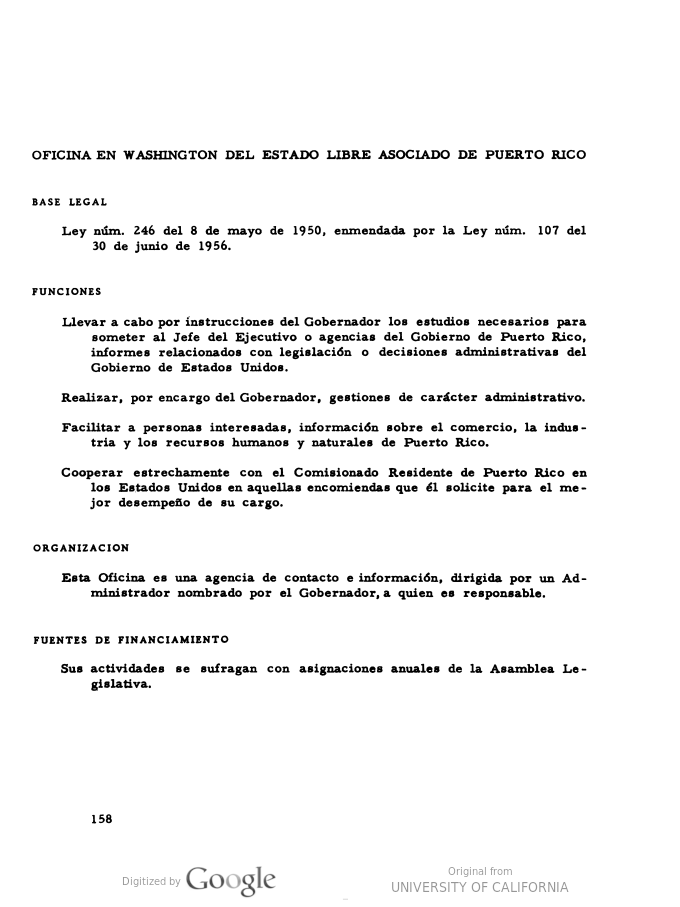 OFICINA EN WASHINGTON DEL ESTADO LIBRE ASOCIADO DE PUERTO RICO
BASE LEGAL
Ley núm. 246 del 8 de mayo de 1950, enmendada por la Ley núm. 107 del
30 de junio de 1956.
FUNCIONES
Llevar a cabo por instrucciones del Gobernador los estudios necesarios para
someter al Jefe del Ejecutivo o agencias del Gobierno de Puerto Rico,
informes relacionados con legislación o decisiones administrativas del
Gobierno de Estados Unidos.
Realizar, por encargo del Gobernador, gestiones de carácter administrativo.
Facilitar a personas interesadas, información sobre el comercio, la indus-
tria y los recursos humanos y naturales de Puerto Rico.
Cooperar estrechamente con el Comisionado Residente de Puerto Rico en
los Estados Unidos en aquellas encomiendas que él solicite para el me-
jor desempeño de su cargo.
ORGANIZACION
Esta Oficina es una agencia de contacto e información, dirigida por un Ad-
ministrador nombrado por el Gobernador, a quien es responsable.
FUENTES DE FINANCIAMIENTO
Sus actividades se sufragan con asignaciones anuales de la Asamblea Le-
gislativa.
158
Digitized by Google
Original from
UNIVERSITY OF CALIFORNIA